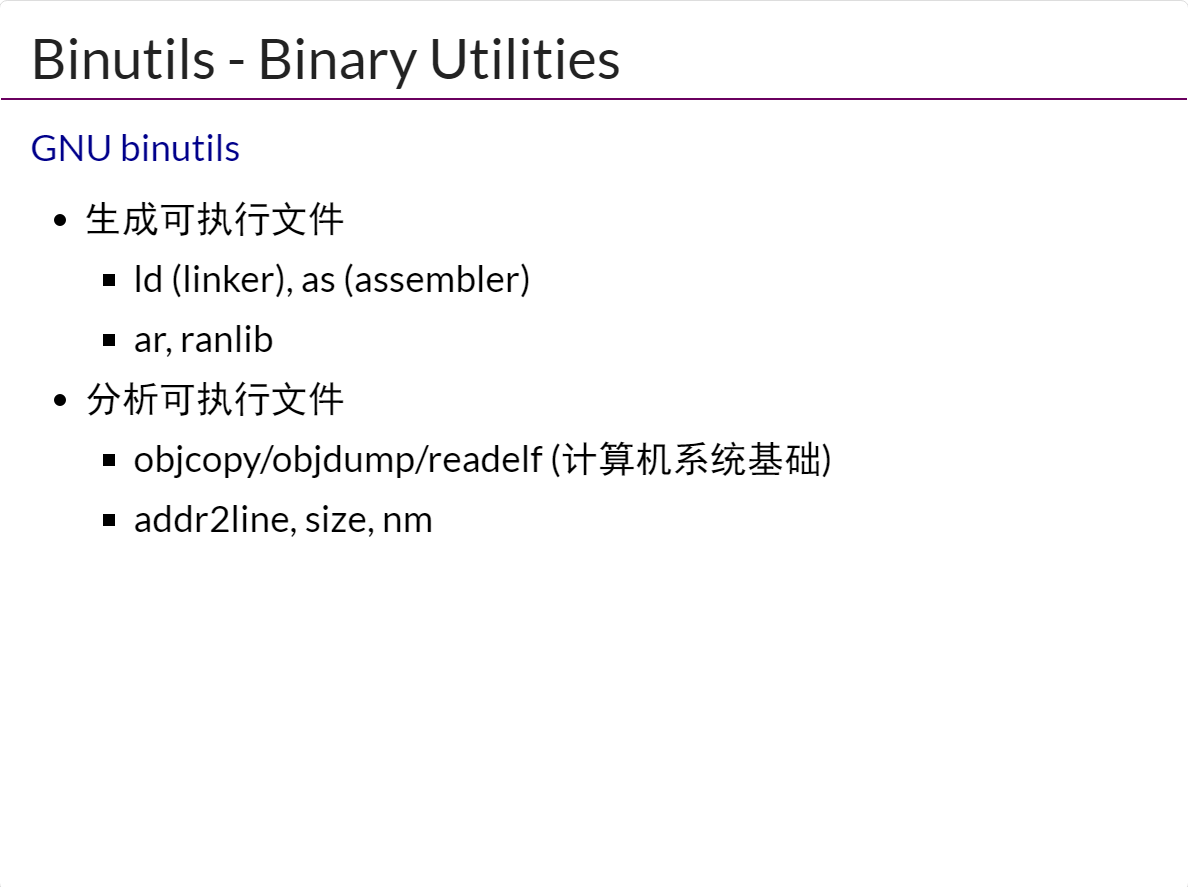 Binutils - Binary Utilities
GNU binutils
生成可执行文件
ld (linker), as (assembler)
ar, ranlib
分析可执行文件
objcopy/objdump/readelf (计算机系统基础)
addr2line, size, nm